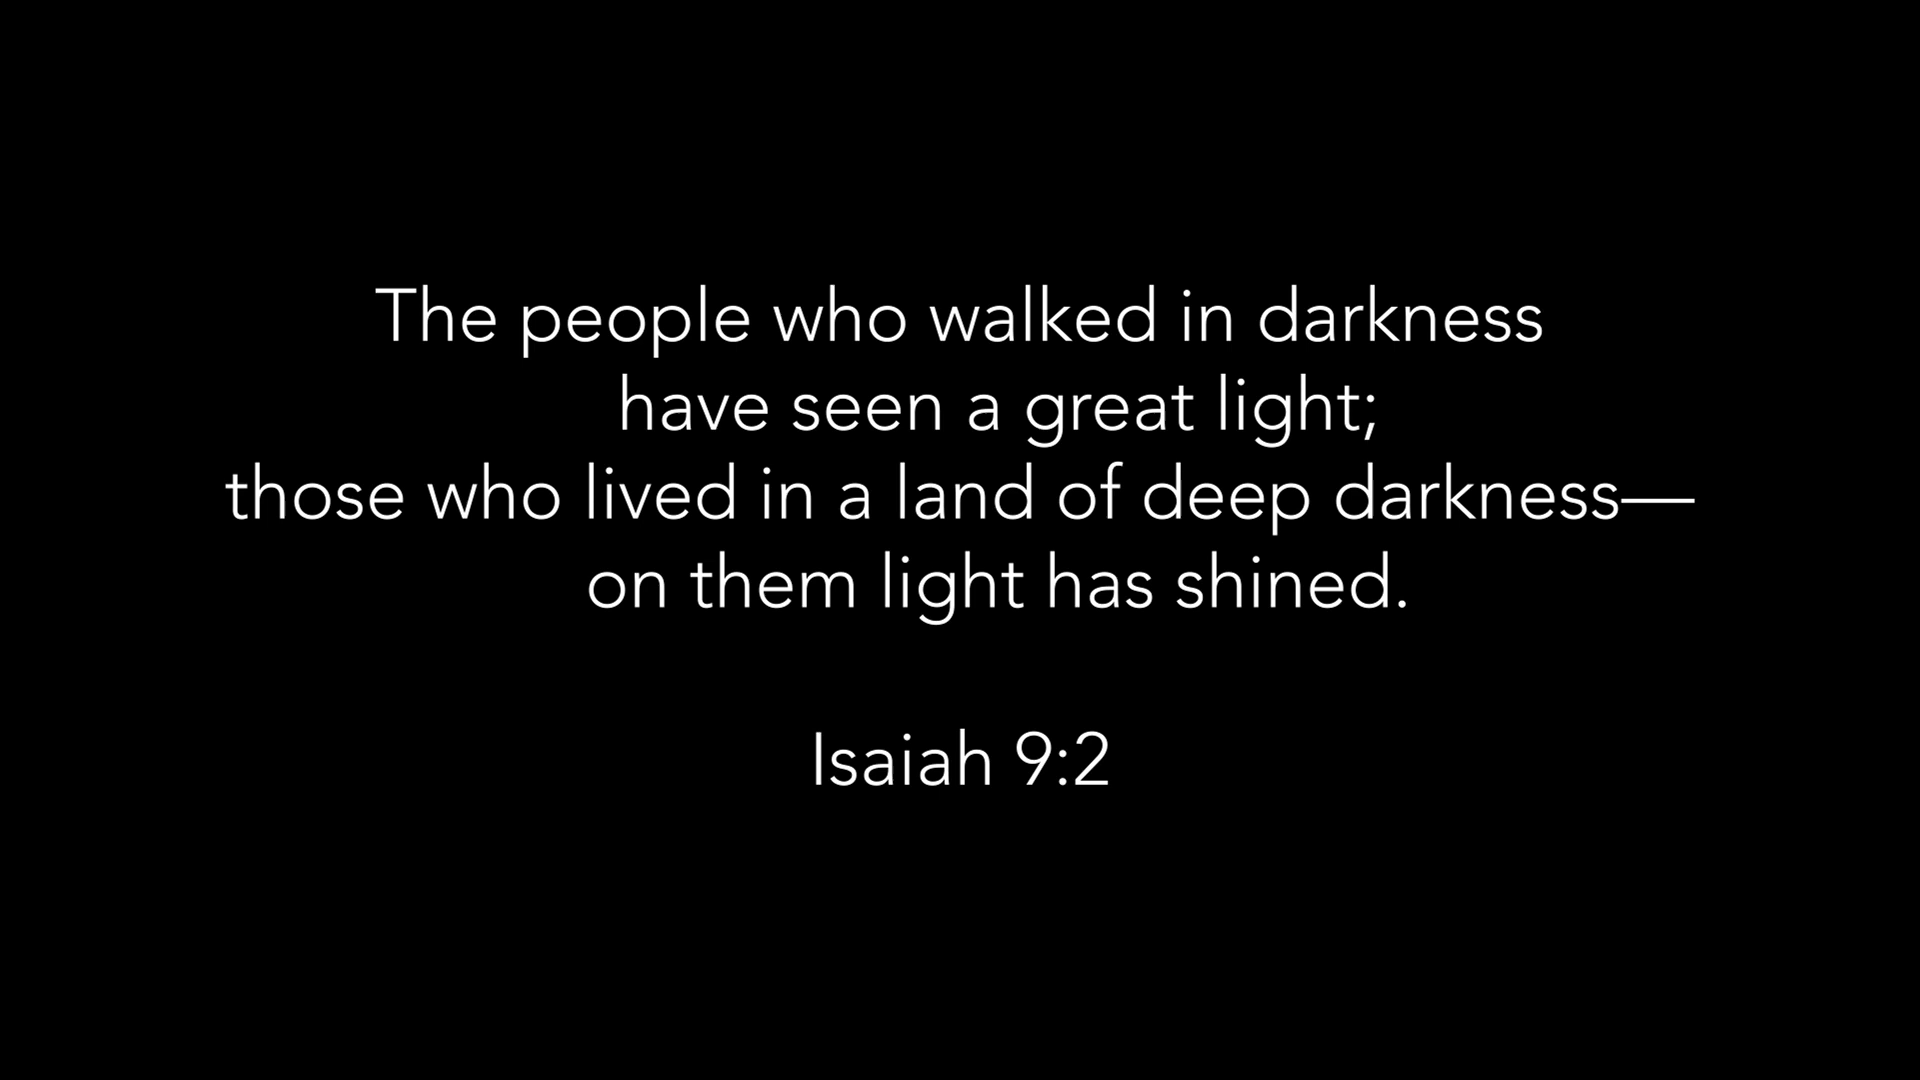 The people who walked in darkness
have seen a great light;
those who lived in a land of deep darkness—
on them light has shined.
Isaiah 9:2